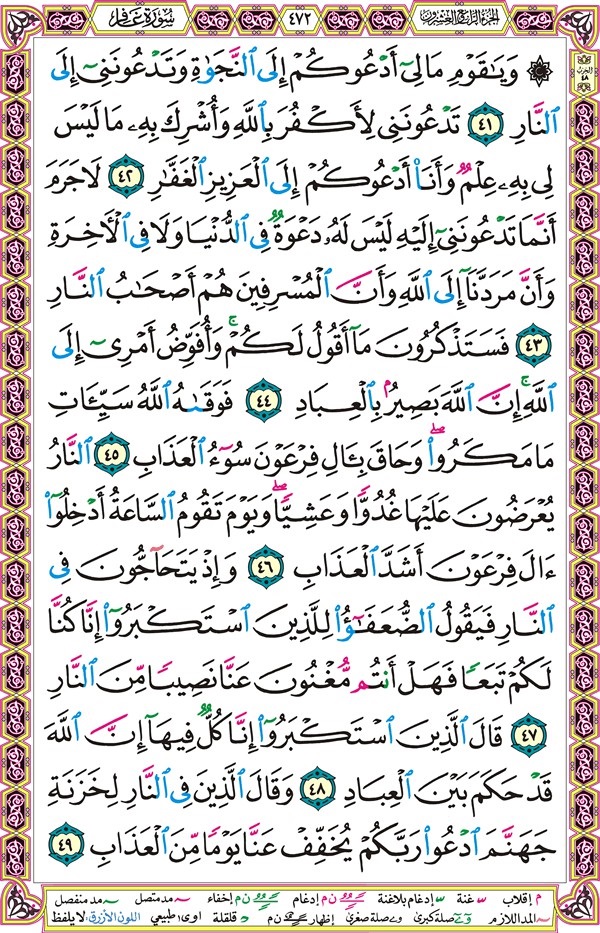 الجزء الرابع والعشرون
٤٧٢
سورة غافر
الحزب
٤٨
۞ وَيَٰقَوْمِ مَا لِيٓ أَدْعُوكُمْ إِلَى ٱلنَّجَوٰةِ وَتَدْعُونَنِيٓ إِلَى
ٱلنَّارِ ٤١ تَدْعُونَنِي لِأَكْفُرَ بِٱللَّهِ وَأُشْرِكَ بِهِۦ مَا لَيْسَ
لِي بِهِۦ عِلْمٌ وَأَنَا۠ أَدْعُوكُمْ إِلَى ٱلْعَزِيزِ ٱلْغَفَّٰرِ ٤٢ لَا جَرَمَ
أَنَّمَا تَدْعُونَنِيٓ إِلَيْهِ لَيْسَ لَهُۥ دَعْوَةٌ فِي ٱلدُّنْيَا وَلَا فِي ٱلْأٓخِرَةِ
وَأَنَّ مَرَدَّنَآ إِلَى ٱللَّهِ وَأَنَّ ٱلْمُسْرِفِينَ هُمْ أَصْحَٰبُ ٱلنَّارِ
٤٣ فَسَتَذْكُرُونَ مَآ أَقُولُ لَكُمْۚ وَأُفَوِّضُ أَمْرِيٓ إِلَى
ٱللَّهِۚ إِنَّ ٱللَّهَ بَصِيرُۢ بِٱلْعِبَادِ ٤٤ فَوَقَىٰهُ ٱللَّهُ سَيِّـَٔاتِ
مَا مَكَرُوا۟ۖ وَحَاقَ بِـَٔالِ فِرْعَوْنَ سُوٓءُ ٱلْعَذَابِ ٤٥ ٱلنَّارُ
يُعْرَضُونَ عَلَيْهَا غُدُوًّا وَعَشِيًّاۖ وَيَوْمَ تَقُومُ ٱلسَّاعَةُ أَدْخِلُوٓا۟
ءَالَ فِرْعَوْنَ أَشَدَّ ٱلْعَذَابِ ٤٦ وَإِذْ يَتَحَآجُّونَ فِي
ٱلنَّارِ فَيَقُولُ ٱلضُّعَفَٰٓؤُا۟ لِلَّذِينَ ٱسْتَكْبَرُوٓا۟ إِنَّا كُنَّا
لَكُمْ تَبَعًا فَهَلْ أَنتُم مُّغْنُونَ عَنَّا نَصِيبًا مِّنَ ٱلنَّارِ
٤٧ قَالَ ٱلَّذِينَ ٱسْتَكْبَرُوٓا۟ إِنَّا كُلٌّ فِيهَآ إِنَّ ٱللَّهَ
قَدْ حَكَمَ بَيْنَ ٱلْعِبَادِ ٤٨ وَقَالَ ٱلَّذِينَ فِي ٱلنَّارِ لِخَزَنَةِ
جَهَنَّمَ ٱدْعُوا۟ رَبَّكُمْ يُخَفِّفْ عَنَّا يَوْمًا مِّنَ ٱلْعَذَابِ ٤٩
م إقلاب س غنة س إدغام بلاغنة ن م إدغام ن م إخفاء ~ مد متصل ~ مد منفصل
~ المد اللازم صلة كبرى و ے صلة صغرى إظهار ن م د قلقلة اوى طبيعي اللون الأزرق: لا يلفظ